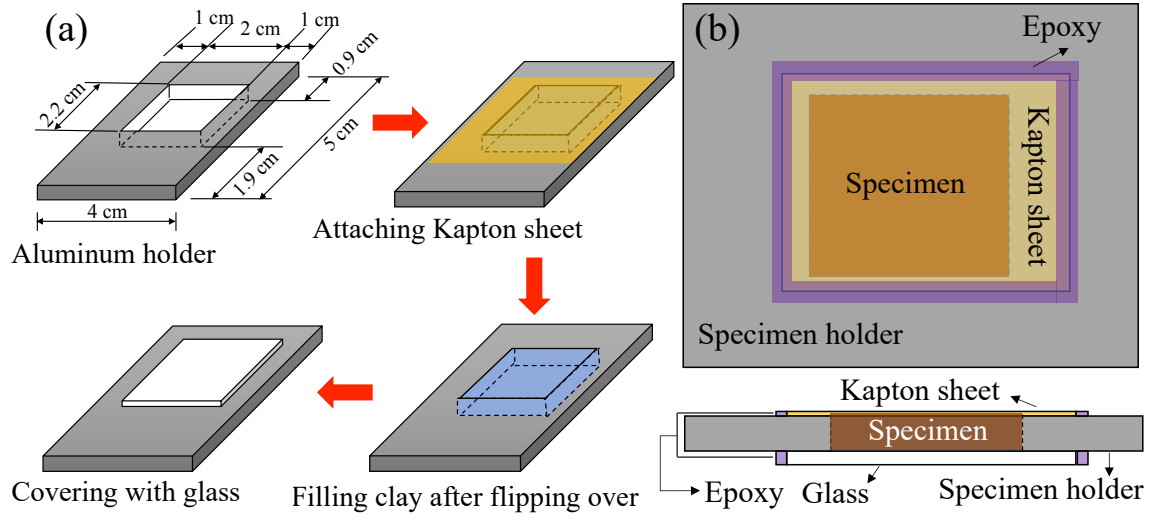 (a)
1 cm
2 cm
1 cm
0.9 cm
2.2 cm
5 cm
1.9 cm
4 cm
Aluminum holder
Attaching Kapton sheet
Covering with glass
Filling clay after flipping over
(b)
Epoxy
Kapton sheet
Specimen
Specimen holder
Kapton sheet
Specimen
Epoxy
Glass
Specimen holder